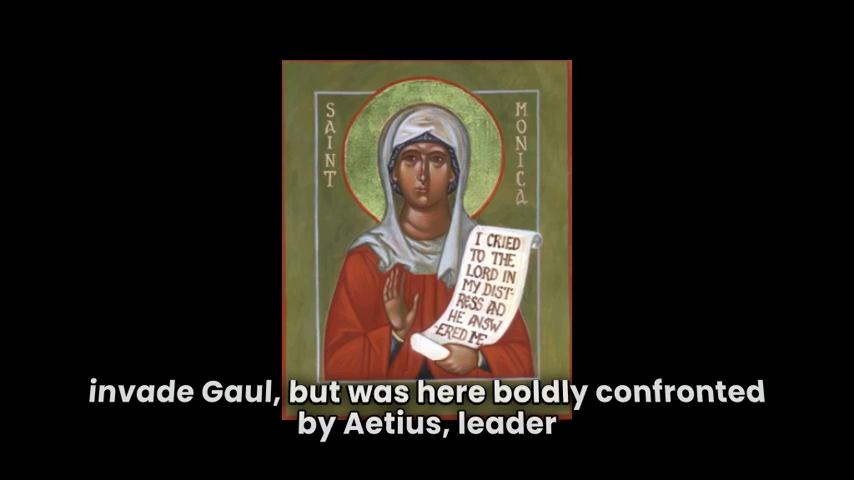 SAINT
MONICA
I CRIED
TO THE
LORD IN
MY DIST-
RESS AND
HE ANSW
-ERED ME
invade Gaul, but was here boldly confronted
by Aetius, leader